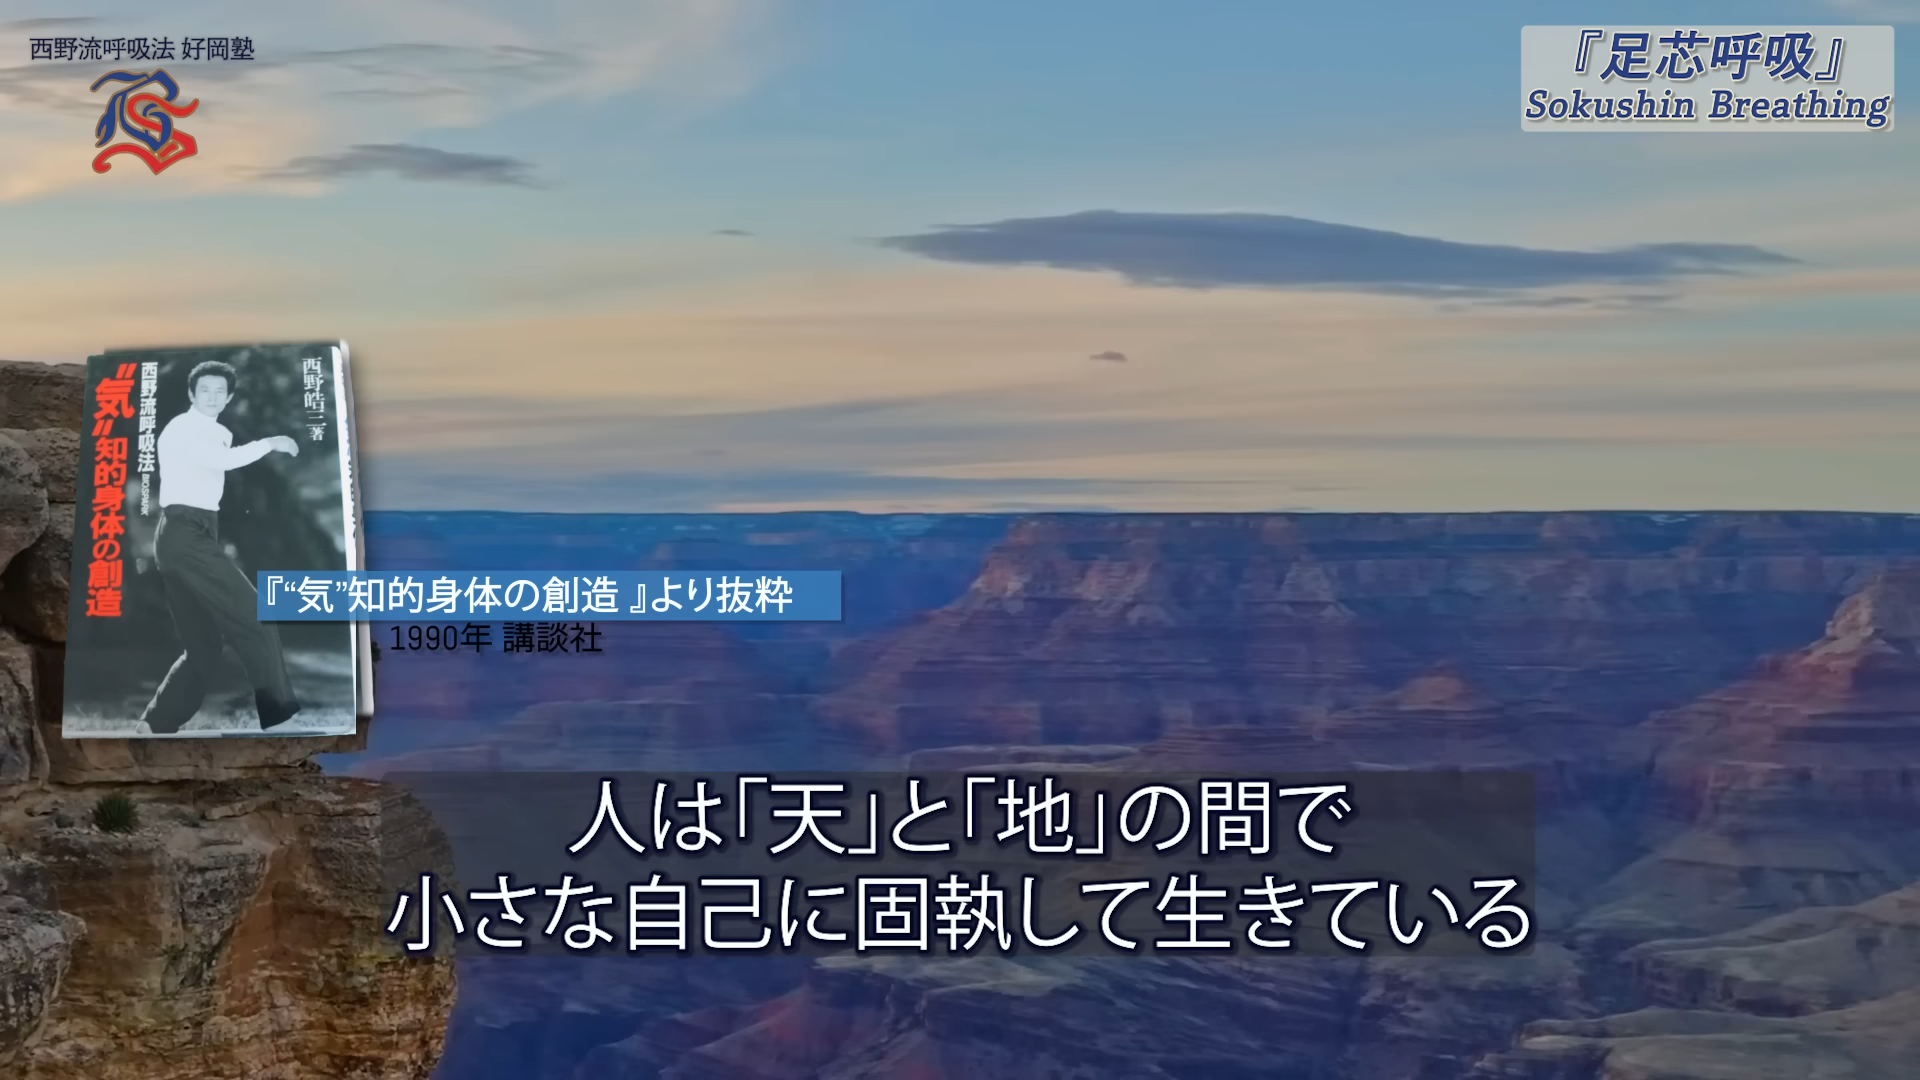 西野流呼吸法 好岡塾
『足芯呼吸』
Sokushin Breathing
西野皓三 著
西野流呼吸法
“気”知的身体の創造
『“気”知的身体の創造 』より抜粋
1990年 講談社
人は「天」と「地」の間で
小さな自己に固執して生きている